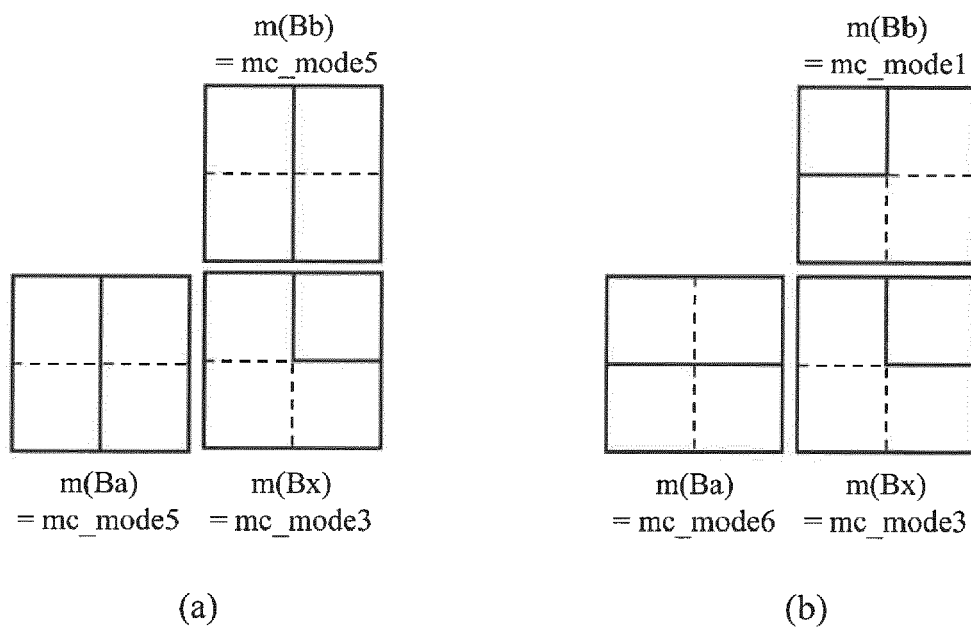 m(Bb)
= mc_mode5
m(Ba)
= mc_mode5
m(Bx)
= mc_mode3
(a)
m(Bb)
= mc_mode1
m(Ba)
= mc_mode6
m(Bx)
= mc_mode3
(b)